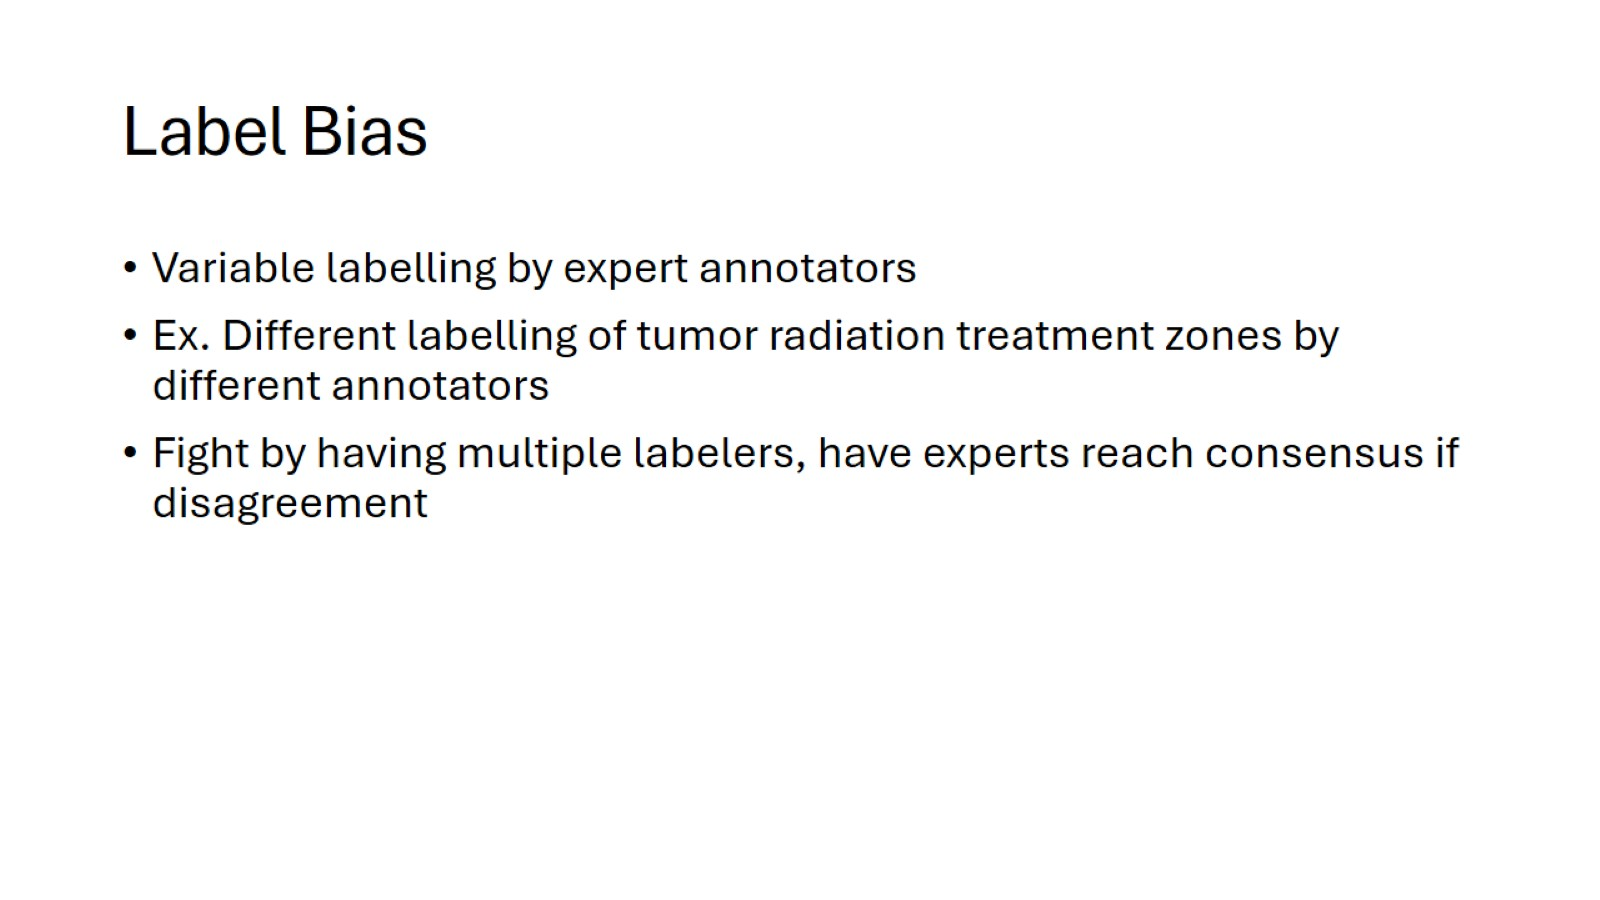 Label Bias
• Variable labelling by expert annotators
• Ex. Different labelling of tumor radiation treatment zones by
different annotators
• Fight by having multiple labelers, have experts reach consensus if
disagreement